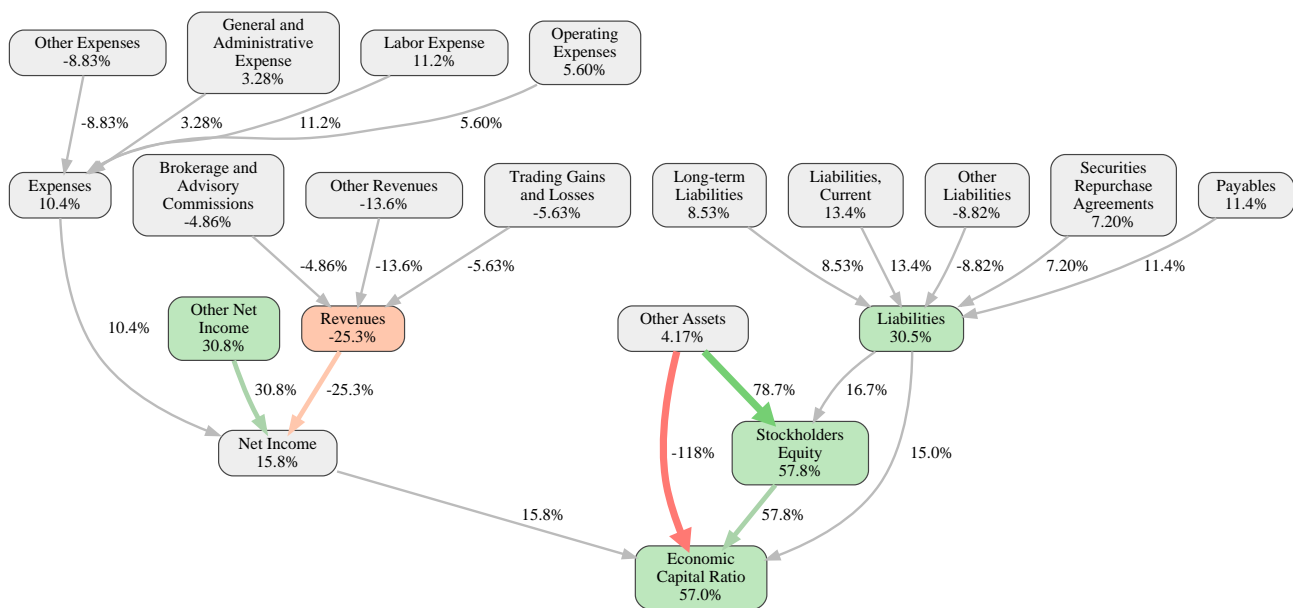 Other Expenses
-8.83%
General and
Administrative
Expense
3.28%
Labor Expense
11.2%
Operating
Expenses
5.60%
-8.83%
3.28%
11.2%
5.60%
Expenses
10.4%
Brokerage and
Advisory
Commissions
-4.86%
Other Revenues
-13.6%
Trading Gains
and Losses
-5.63%
Long-term
Liabilities
8.53%
Liabilities,
Current
13.4%
Other
Liabilities
-8.82%
Securities
Repurchase
Agreements
7.20%
Payables
11.4%
-4.86%
-13.6%
-5.63%
8.53%
13.4%
-8.82%
7.20%
11.4%
10.4%
Other Net
Income
30.8%
Revenues
-25.3%
Other Assets
4.17%
Liabilities
30.5%
30.8%
-25.3%
78.7%
16.7%
Net Income
15.8%
-118%
Stockholders
Equity
57.8%
15.0%
15.8%
57.8%
Economic
Capital Ratio
57.0%